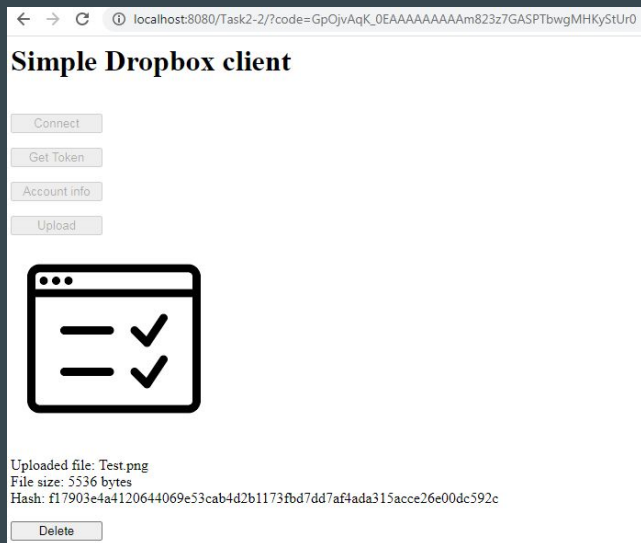 localhost:8080/Task2-2/?code=GpOjvAqK_0EAAAAAAAAAm823z7GASPTbwgMHKyStUr0
Simple Dropbox client
Connect
Get Token
Account info
Upload
Uploaded file: Test.png
File size: 5536 bytes
Hash: f17903e4a4120644069e53cab4d2b1173fbd7dd7af4ada315acce26e00dc592c
Delete